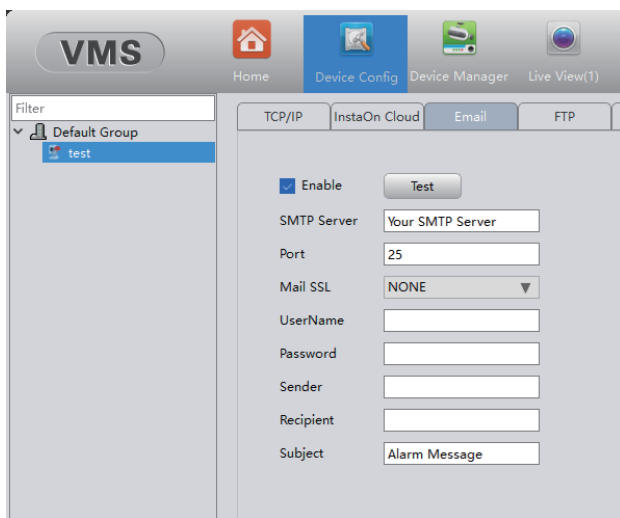 VMS
Home
Device Config
Device Manager
Live View(1)
Filter
Default Group
test
TCP/IP
InstaOn Cloud
Email
FTP
Enable
Test
SMTP Server
Your SMTP Server
Port
25
Mail SSL
NONE
UserName
Password
Sender
Recipient
Subject
Alarm Message